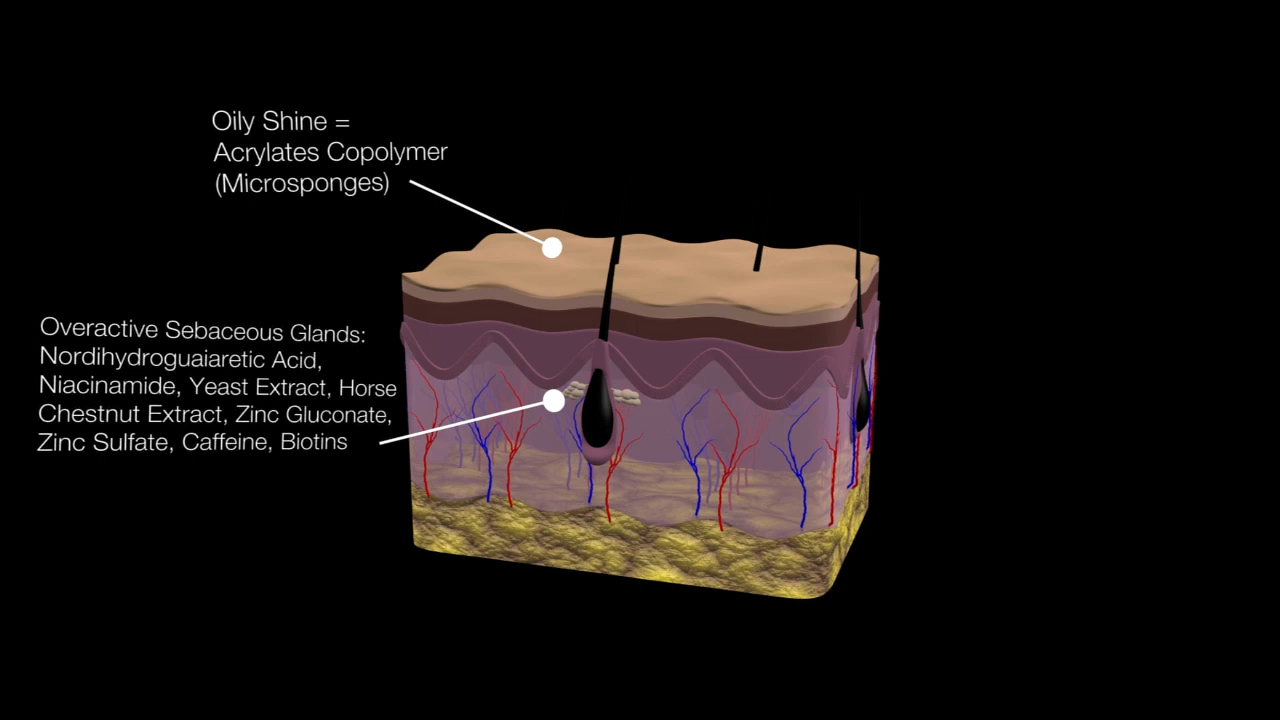 Oily Shine =
Acrylates Copolymer
(Microsponges)
Overactive Sebaceous Glands:
Nordihydroguaiaretic Acid,
Niacinamide, Yeast Extract, Horse
Chestnut Extract, Zinc Gluconate,
Zinc Sulfate, Caffeine, Biotins